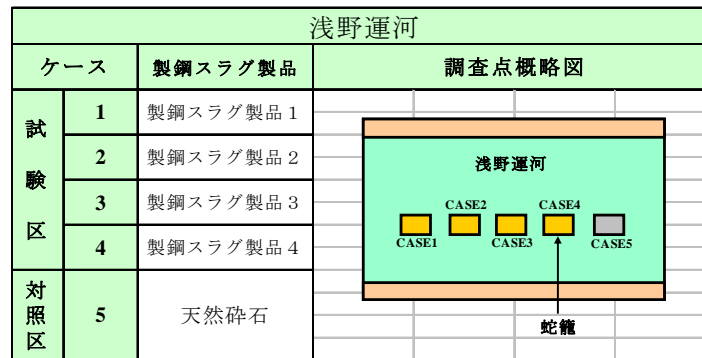 浅野運河
ケース 製鋼スラグ製品 調査点概略図
試験区
1 製鋼スラグ製品１
2 製鋼スラグ製品２
3 製鋼スラグ製品３
4 製鋼スラグ製品４
対照区
5 天然砕石
浅野運河
CASE2 CASE4
CASE1 CASE3 CASE5
蛇籠